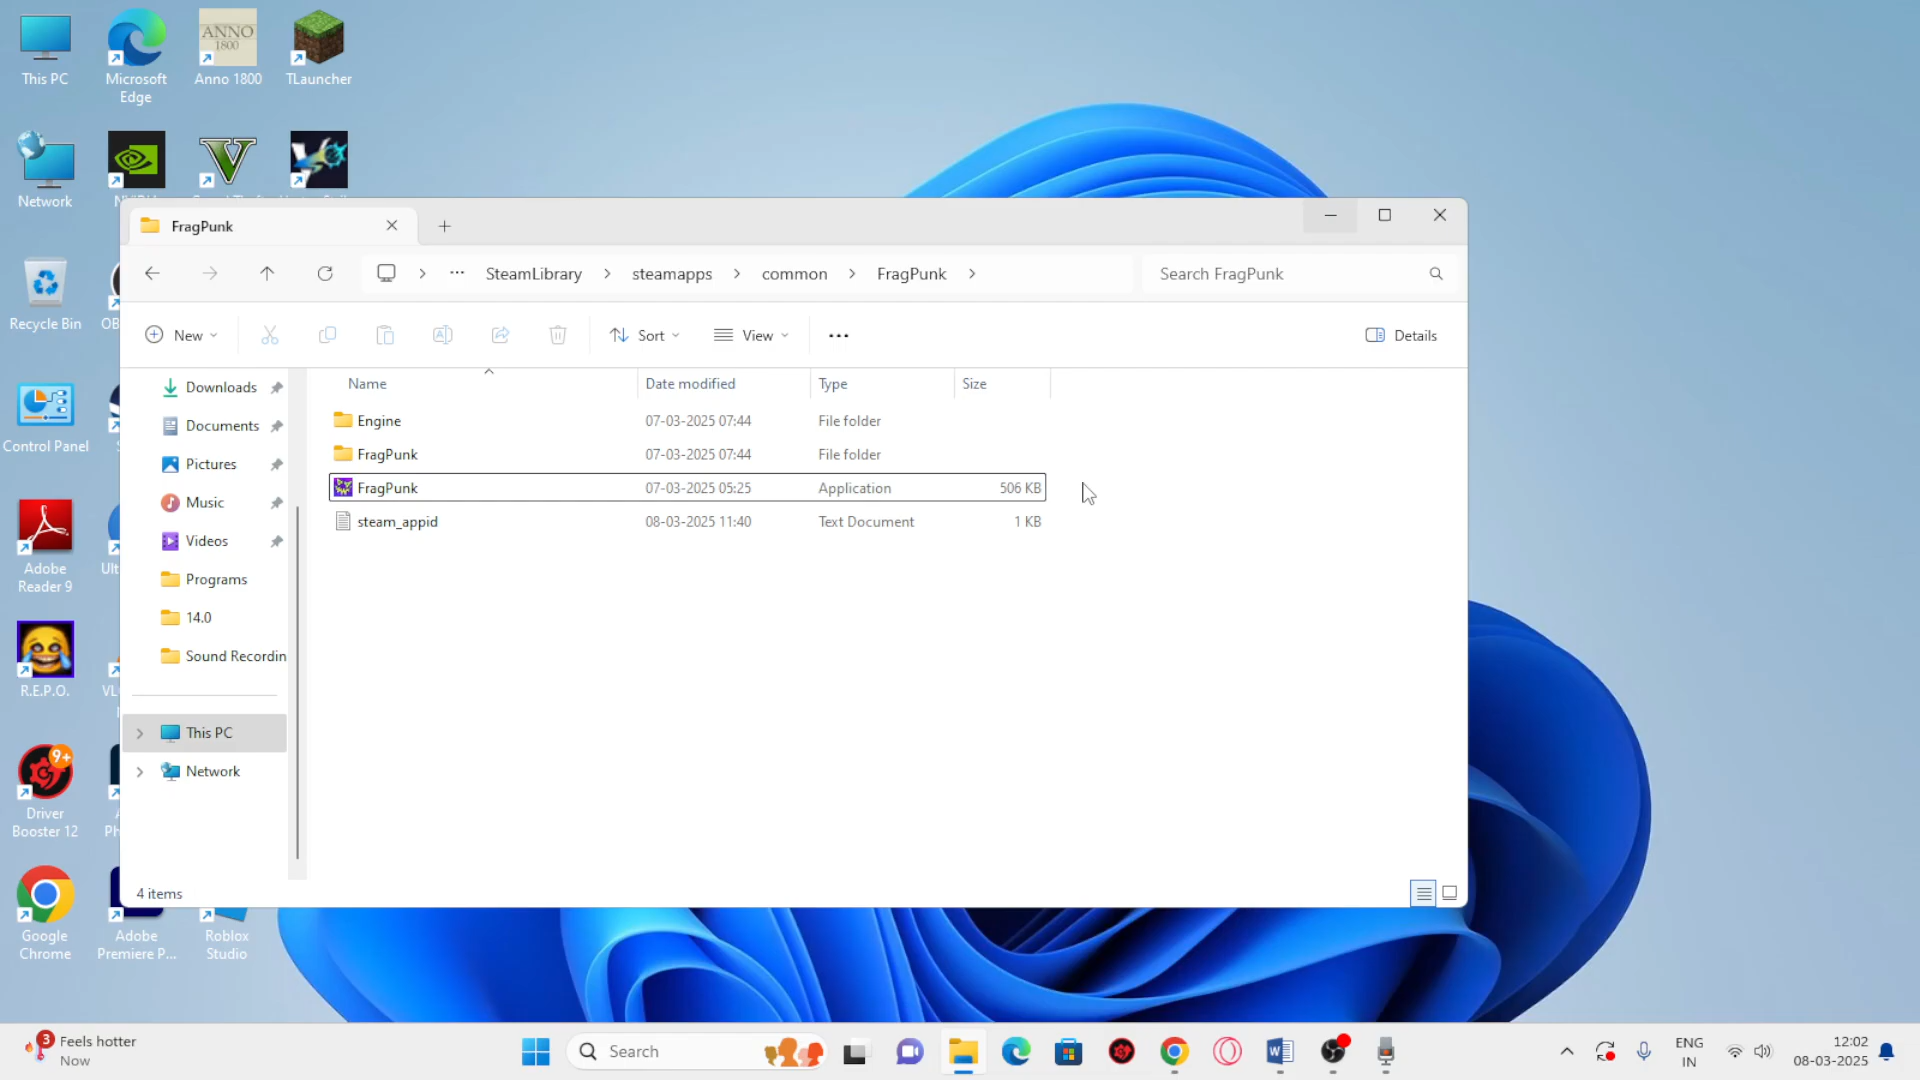 This PC
Microsoft
Edge
ANNO
1800
Anno 1800
TLauncher
Network
Recycle Bin
Control Panel
Adobe
Reader 9
R.E.P.O.
9+
Driver
Booster 12
Google
Chrome
Adobe
Premiere P...
Roblox
Studio
FragPunk
SteamLibrary
steamapps
common
FragPunk
Search FragPunk
New
Sort
View
Details
Downloads
Documents
Pictures
Music
Videos
Programs
14.0
Sound Recordin
This PC
Network
Name Date modified Type Size
Engine 07-03-2025 07:44 File folder
FragPunk 07-03-2025 07:44 File folder
FragPunk 07-03-2025 05:25 Application 506 KB
steam_appid 08-03-2025 11:40 Text Document 1 KB
4 items
3
Feels hotter
Now
Search
ENG
IN
12:02
08-03-2025